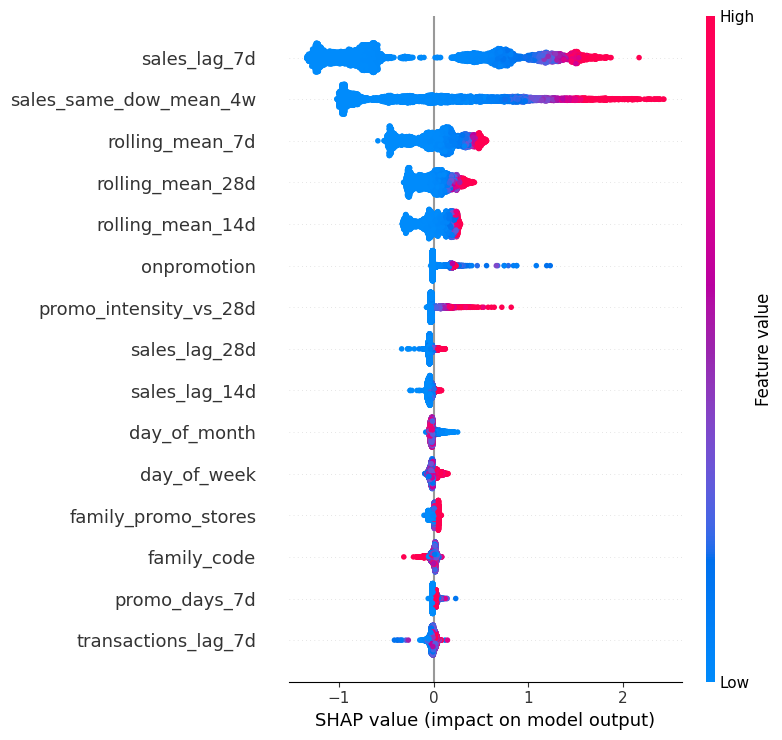 High
sales_lag_7d
sales_same_dow_mean_4w
rolling_mean_7d
rolling_mean_28d
rolling_mean_14d
onpromotion
promo_intensity_vs_28d
sales_lag_28d
sales_lag_14d
day_of_month
day_of_week
family_promo_stores
family_code
promo_days_7d
transactions_lag_7d
Feature value
Low
−1 0 1 2
SHAP value (impact on model output)